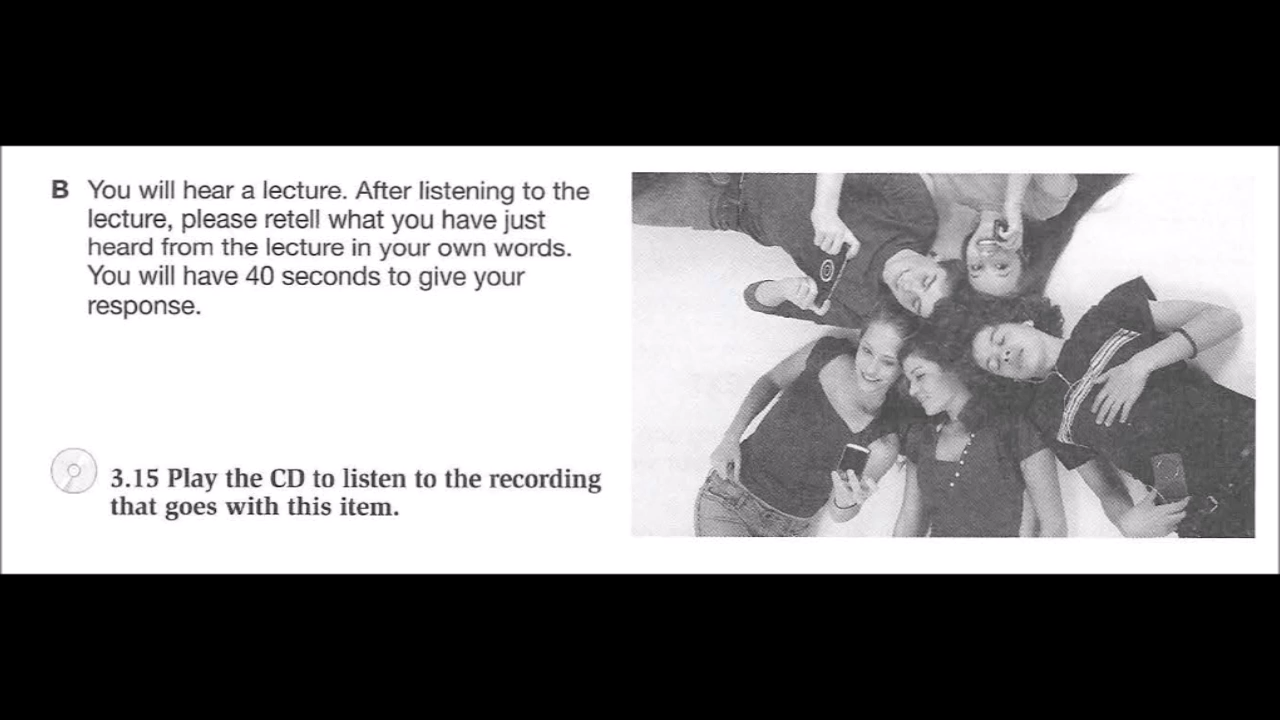 B You will hear a lecture. After listening to the
lecture, please retell what you have just
heard from the lecture in your own words.
You will have 40 seconds to give your
response.
3.15 Play the CD to listen to the recording
that goes with this item.